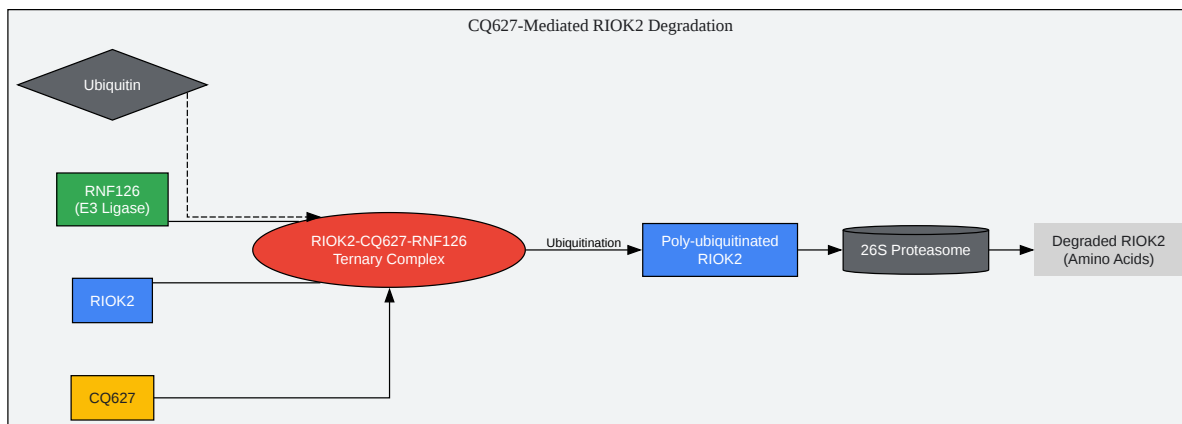 CQ627-Mediated RIOK2 Degradation
Ubiquitin
RNF126
(E3 Ligase)
RIOK2-CQ627-RNF126
Ternary Complex
Ubiquitination
Poly-ubiquitinated
RIOK2
26S Proteasome
Degraded RIOK2
(Amino Acids)
RIOK2
CQ627